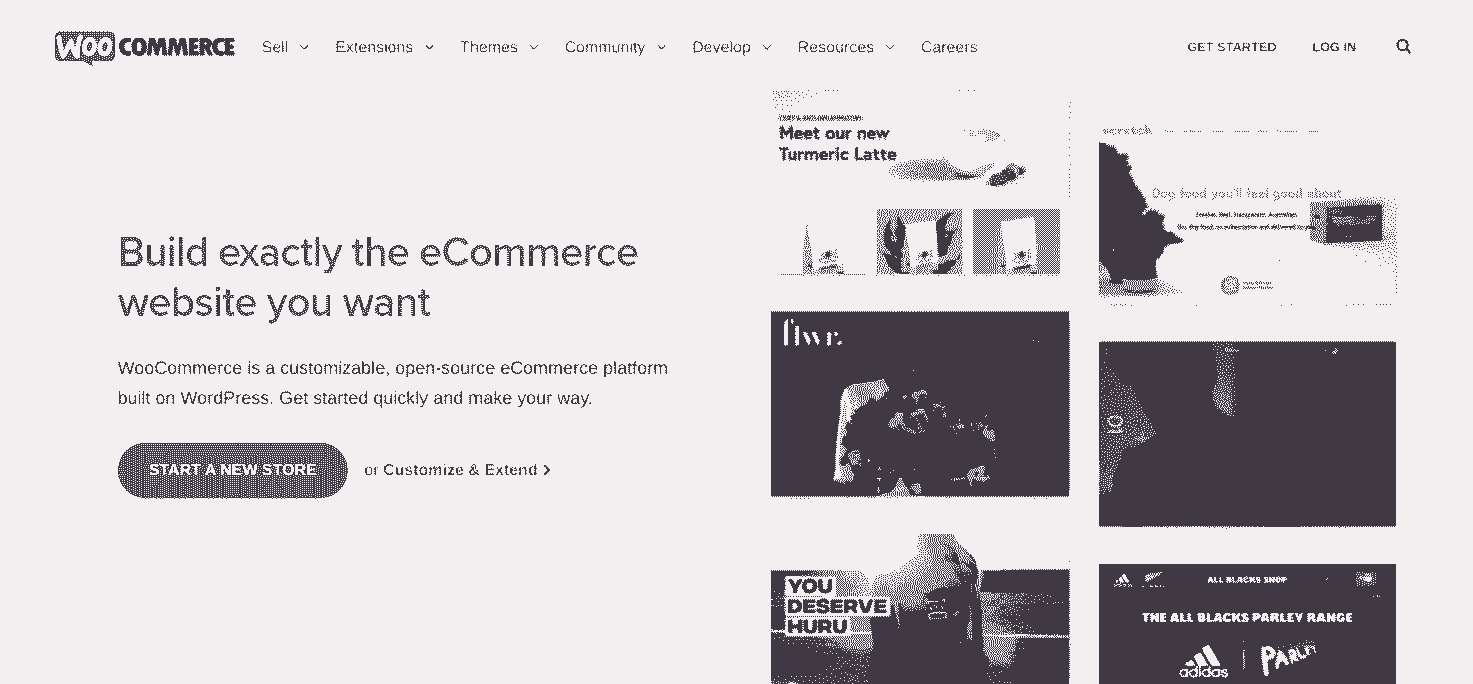 WOO COMMERCE Sell Extensions Themes Community Develop Resources Careers GET STARTED LOG IN
Build exactly the eCommerce
website you want
WooCommerce is a customizable, open-source eCommerce platform
built on WordPress. Get started quickly and make your way.
START A NEW STORE or Customize & Extend
Meet our new
Turmeric Latte
scratch
Dog food you'll feel good about
flwr.
YOU
DESERVE
HURU
ALL BLACKS SHOP
THE ALL BLACKS PARLEY RANGE
adidas PARLEY